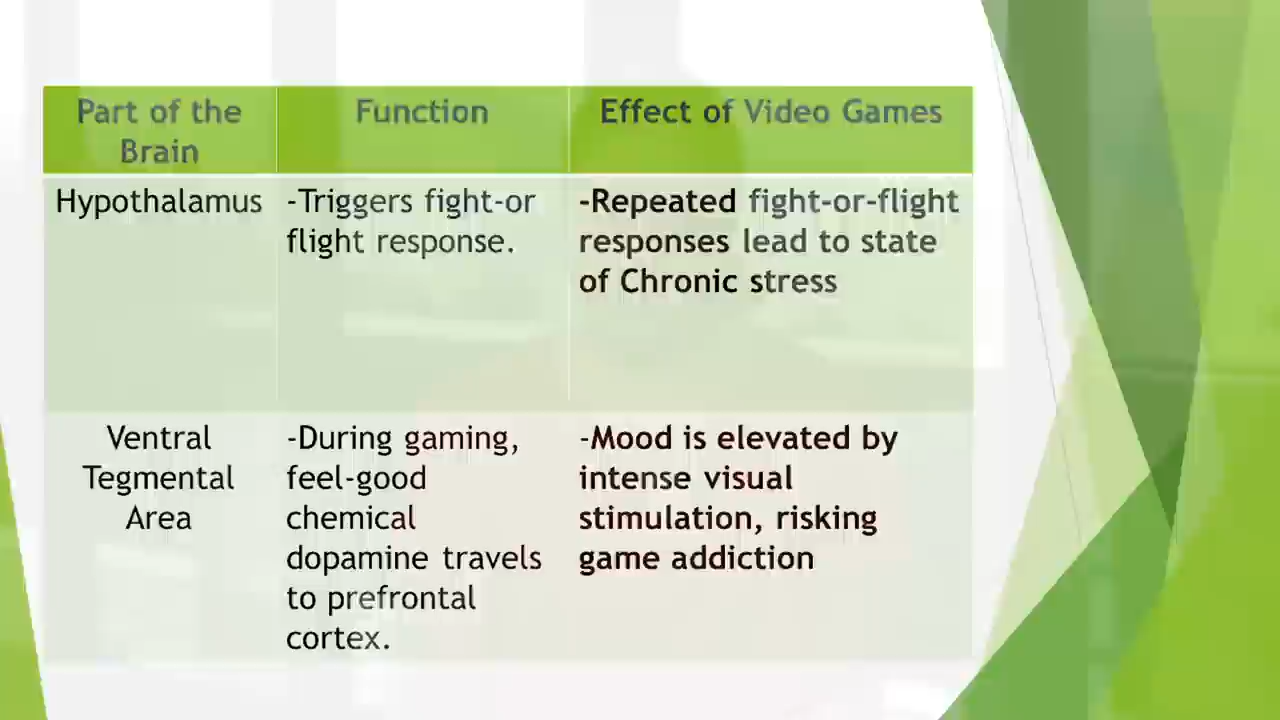 Part of the
Brain
Function
Effect of Video Games
Hypothalamus
-Triggers fight-or
flight response.
-Repeated fight-or-flight
responses lead to state
of Chronic stress
Ventral
Tegmental
Area
-During gaming,
feel-good
chemical
dopamine travels
to prefrontal
cortex.
-Mood is elevated by
intense visual
stimulation, risking
game addiction